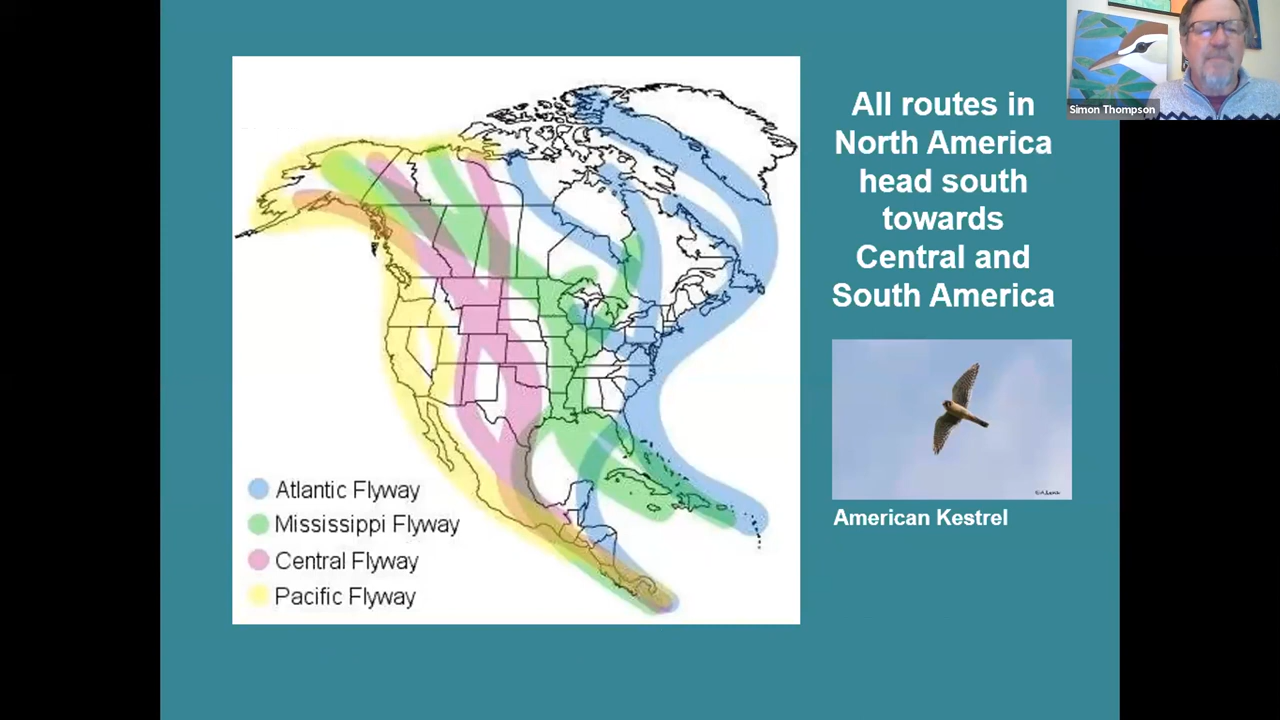 All routes in
North America
head south
towards
Central and
South America
Simon Thompson
Atlantic Flyway
Mississippi Flyway
Central Flyway
Pacific Flyway
American Kestrel